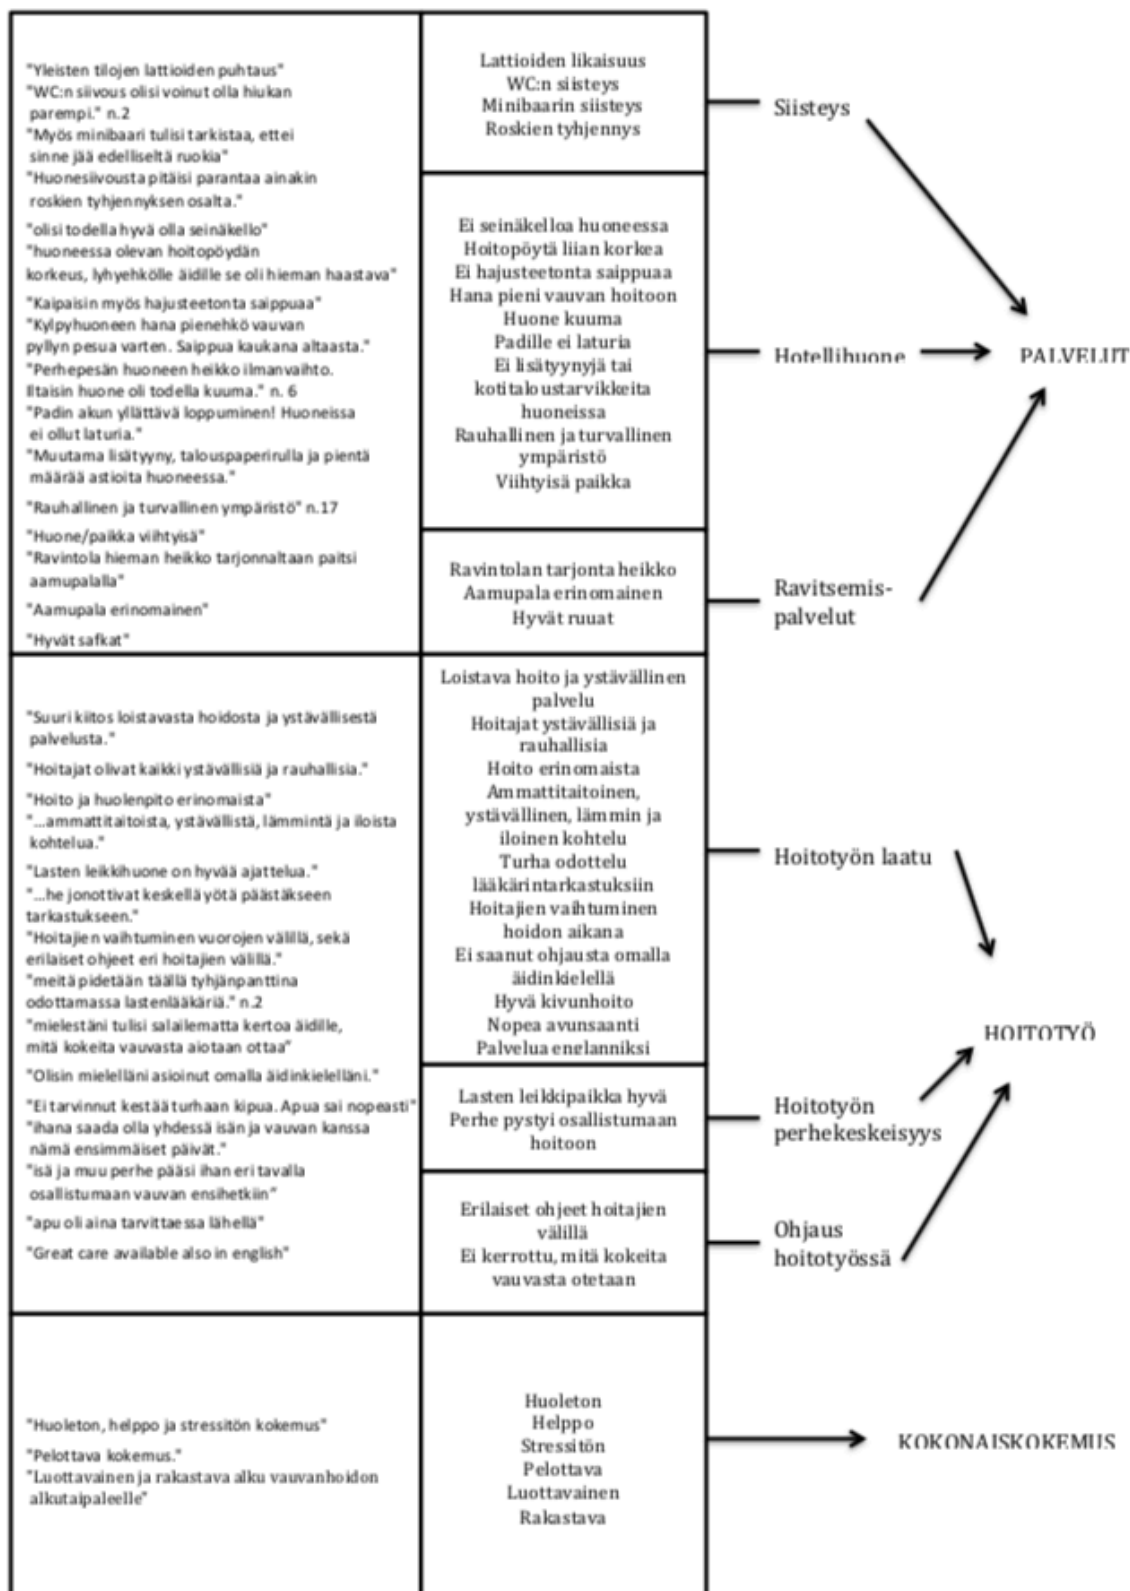 "Yleisten tilojen lattioiden puhtaus"
"WC:n siivous olisi voinut olla hiukan
parempi." n.2
"Myös minibaari tulisi tarkistaa, ettei
sinne jää edelliseltä ruokia"
"Huonesiivousta pitäisi parantaa ainakin
roskien tyhjennyksen osalta."
"olisi todella hyvä olla seinäkello"
"huoneessa olevan hoitopöydän
korkeus, lyhyehkölle äidille se oli hieman haastava"
"Kaipaisin myös hajusteetonta saippuaa"
"Kylpyhuoneen hana pienehkö vauvan
pyllyn pesua varten. Saippua kaukana altaasta."
"Perhepesän huoneen heikko ilmanvaihto.
Iltaisin huone oli todella kuuma." n. 6
"Padin akun yllättävä loppuminen! Huoneissa
ei ollut laturia."
"Muutama lisätyyny, talouspaperirulla ja pientä
määrää astioita huoneessa."
"Rauhallinen ja turvallinen ympäristö" n.17
"Huone/paikka viihtyisä"
"Ravintola hieman heikko tarjonnaltaan paitsi
aamupalalla"
"Aamupala erinomainen"
"Hyvät safkat"
Lattioiden likaisuus
WC:n siisteys
Minibaarin siisteys
Roskien tyhjennys
Ei seinäkelloa huoneessa
Hoitopöytä liian korkea
Ei hajusteetonta saippuaa
Hana pieni vauvan hoitoon
Huone kuuma
Padille ei laturia
Ei lisätyynyjä tai
kotitaloustarvikkeita
huoneissa
Rauhallinen ja turvallinen
ympäristö
Viihtyisä paikka
Ravintolan tarjonta heikko
Aamupala erinomainen
Hyvät ruuat
Siisteys
Hotellihuone
Ravitsemis-
palvelut
PALVELUT
"Suuri kiitos loistavasta hoidosta ja ystävällisestä
palvelusta."
"Hoitajat olivat kaikki ystävällisiä ja rauhallisia."
"Hoito ja huolenpito erinomaista"
"...ammattitaitoista, ystävällistä, lämmintä ja iloista
kohtelua."
"Lasten leikkihuone on hyvää ajattelua."
"...he jonottivat keskellä yötä päästäkseen
tarkastukseen."
"Hoitajien vaihtuminen vuorojen välillä, sekä
erilaiset ohjeet eri hoitajien välillä."
"meitä pidetään täällä tyhjänpanttina
odottamassa lastenlääkäriä." n.2
"mielestäni tulisi salailematta kertoa äidille,
mitä kokeita vauvasta aiotaan ottaa"
"Olisin mielelläni asioinut omalla äidinkielelläni."
"Ei tarvinnut kestää turhaan kipua. Apua sai nopeasti"
"ihana saada olla yhdessä isän ja vauvan kanssa
nämä ensimmäiset päivät."
"isä ja muu perhe pääsi ihan eri tavalla
osallistumaan vauvan ensihetkiin"
"apu oli aina tarvittaessa lähellä"
"Great care available also in english"
Loistava hoito ja ystävällinen
palvelu
Hoitajat ystävällisiä ja
rauhallisia
Hoito erinomaista
Ammattitaitoinen,
ystävällinen, lämmin ja
iloinen kohtelu
Turha odottelu
lääkärintarkastuksiin
Hoitajien vaihtuminen
hoidon aikana
Ei saanut ohjausta omalla
äidinkielellä
Hyvä kivunhoito
Nopea avunsaanti
Palvelua englanniksi
Lasten leikkipaikka hyvä
Perhe pystyi osallistumaan
hoitoon
Erilaiset ohjeet hoitajien
välillä
Ei kerrottu, mitä kokeita
vauvasta otetaan
Hoitotyön laatu
Hoitotyön
perhekeskeisyys
Ohjaus
hoitotyössä
HOITOTYÖ
"Huoleton, helppo ja stressitön kokemus"
"Pelottava kokemus."
"Luottavainen ja rakastava alku vauvanhoidon
alkutaipaleelle"
Huoleton
Helppo
Stressitön
Pelottava
Luottavainen
Rakastava
KOKONAISKOKEMUS